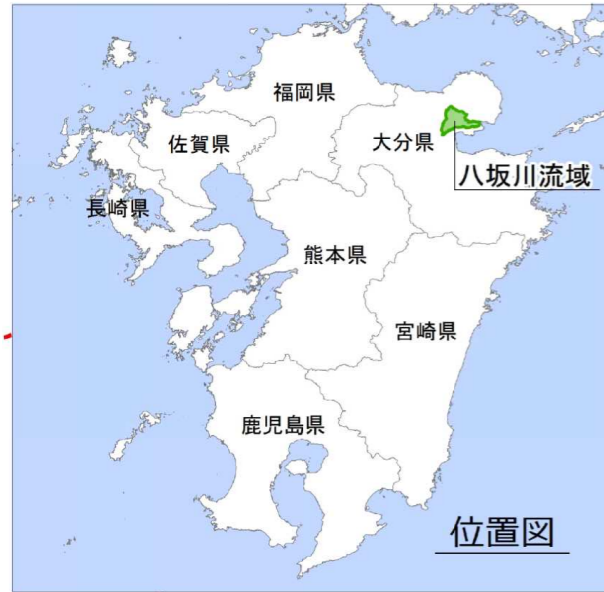 福岡県
佐賀県
大分県
八坂川流域
長崎県
熊本県
宮崎県
鹿児島県
位置図